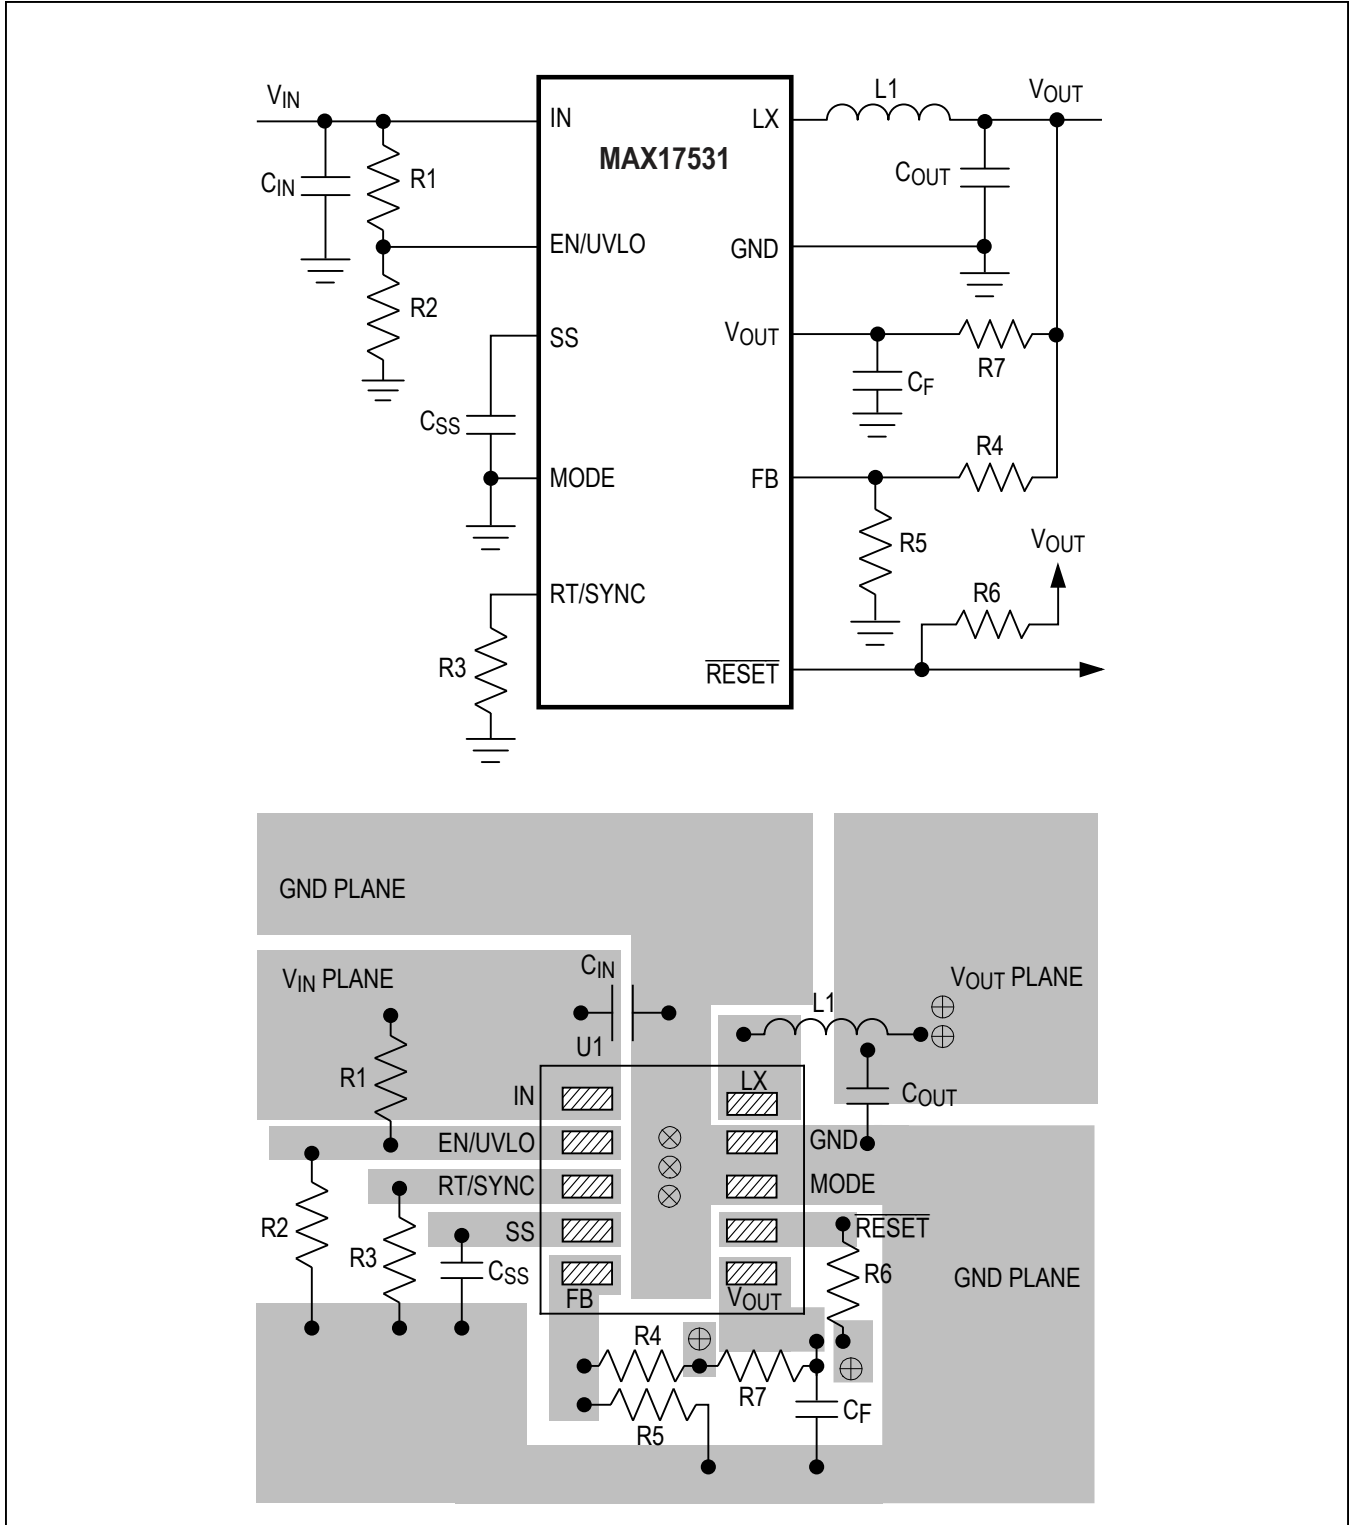 VIN
L1
VOUT
IN
LX
MAX17531
CIN
R1
COUT
EN/UVLO
GND
R2
SS
VOUT
R7
CF
CSS
R4
MODE
FB
R5
VOUT
RT/SYNC
R6
R3
RESET
GND PLANE
VIN PLANE
CIN
VOUT PLANE
L1
U1
R1
IN
LX
COUT
EN/UVLO
GND
RT/SYNC
MODE
R2
SS
RESET
R3
CSS
R6
GND PLANE
FB
VOUT
R4
R7
CF
R5